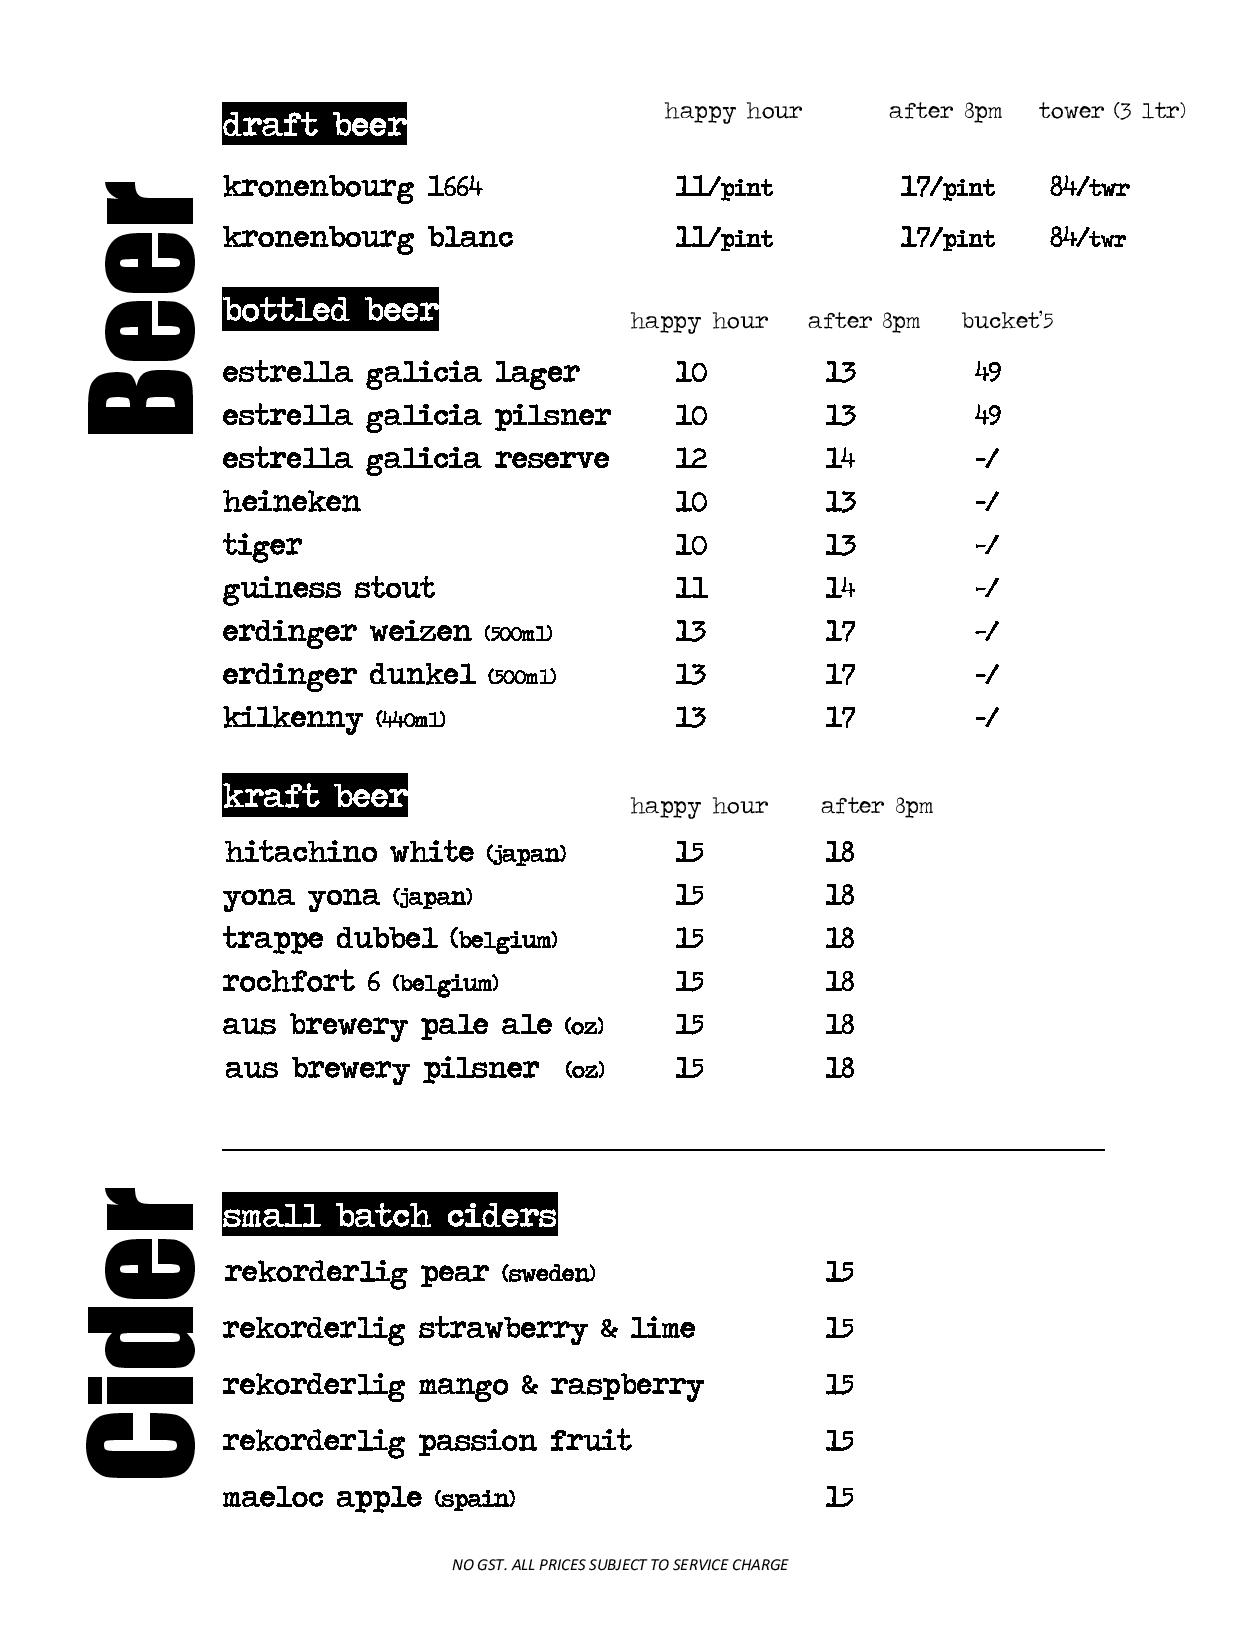 Beer
draft beer happy hour after 8pm tower (3 ltr)
kronenbourg 1664 11/pint 17/pint 84/twr
kronenbourg blanc 11/pint 17/pint 84/twr
bottled beer happy hour after 8pm bucket'5
estrella galicia lager 10 13 49
estrella galicia pilsner 10 13 49
estrella galicia reserve 12 14 -/
heineken 10 13 -/
tiger 10 13 -/
guiness stout 11 14 -/
erdinger weizen (500ml) 13 17 -/
erdinger dunkel (500ml) 13 17 -/
kilkenny (440ml) 13 17 -/
kraft beer happy hour after 8pm
hitachino white (japan) 15 18
yona yona (japan) 15 18
trappe dubbel (belgium) 15 18
rochfort 6 (belgium) 15 18
aus brewery pale ale (oz) 15 18
aus brewery pilsner (oz) 15 18
Cider
small batch ciders
rekorderlig pear (sweden) 15
rekorderlig strawberry & lime 15
rekorderlig mango & raspberry 15
rekorderlig passion fruit 15
maeloc apple (spain) 15
NO GST. ALL PRICES SUBJECT TO SERVICE CHARGE